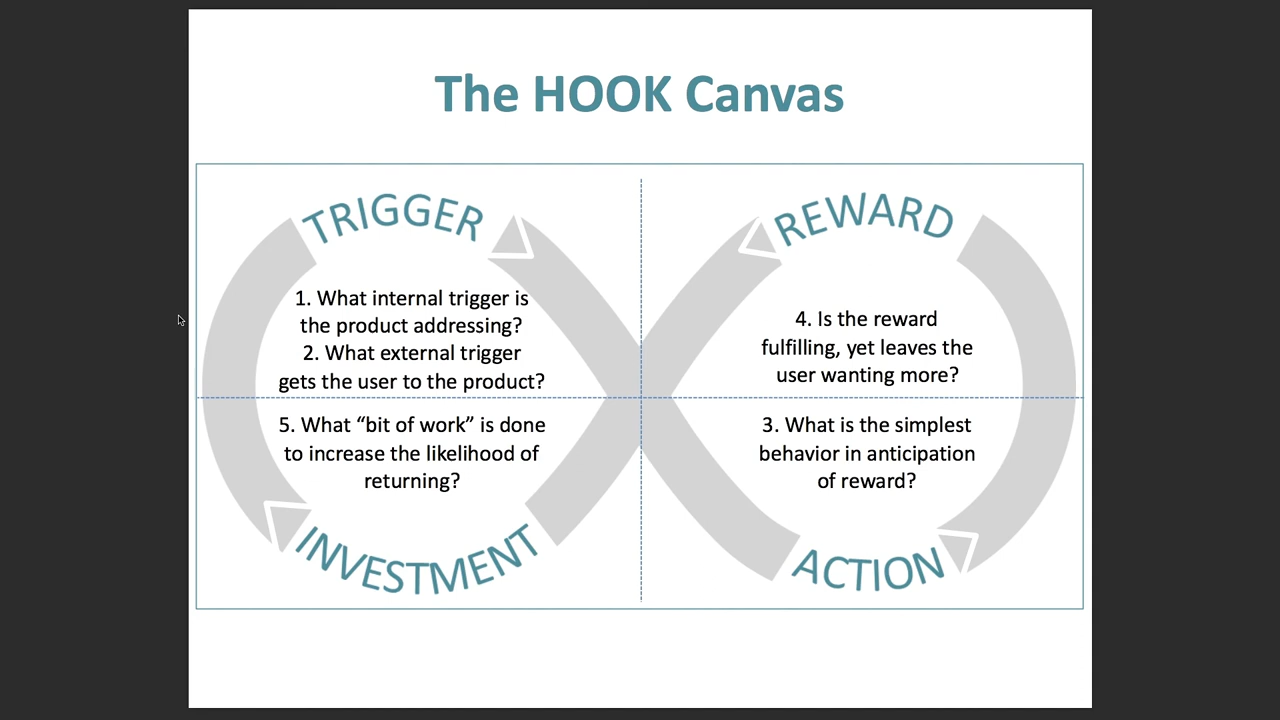 The HOOK Canvas
TRIGGER
1. What internal trigger is
the product addressing?
2. What external trigger
gets the user to the product?
REWARD
4. Is the reward
fulfilling, yet leaves the
user wanting more?
5. What “bit of work” is done
to increase the likelihood of
returning?
INVESTMENT
3. What is the simplest
behavior in anticipation
of reward?
ACTION